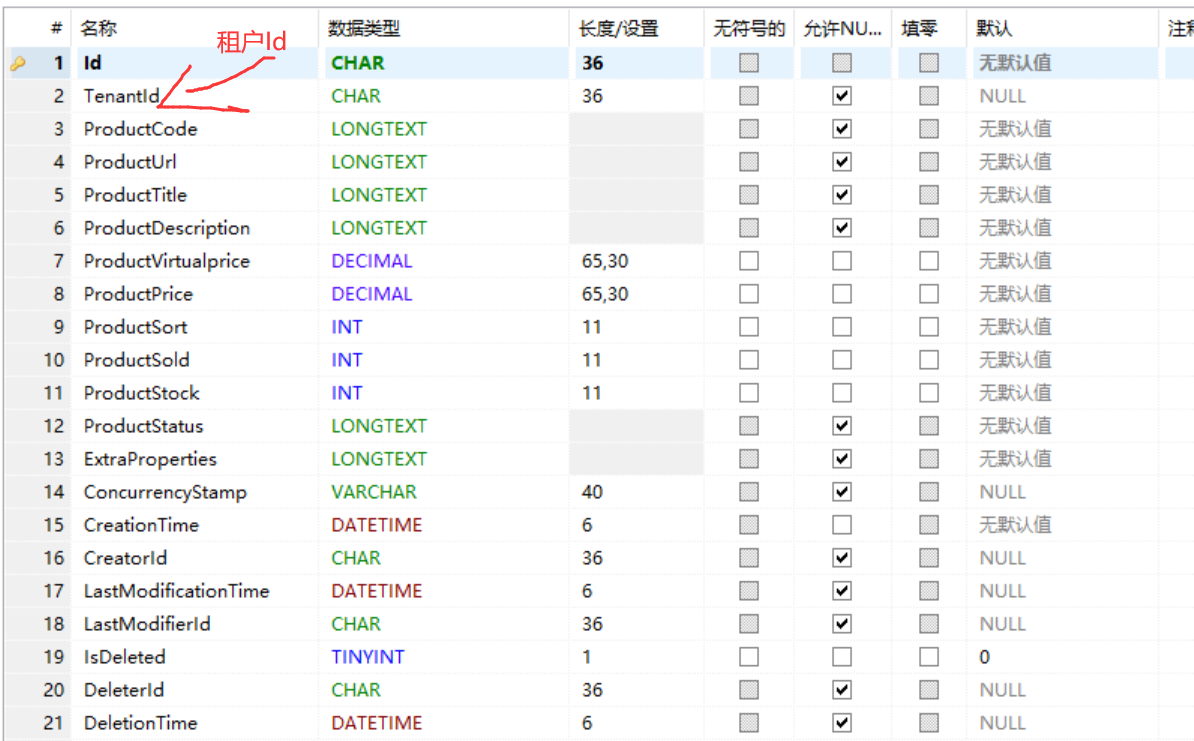 # 名称 数据类型 长度/设置 无符号的 允许NU... 填零 默认
租户Id
1 Id CHAR 36 无默认值
2 TenantId CHAR 36 NULL
3 ProductCode LONGTEXT 无默认值
4 ProductUrl LONGTEXT 无默认值
5 ProductTitle LONGTEXT 无默认值
6 ProductDescription LONGTEXT 无默认值
7 ProductVirtualprice DECIMAL 65,30 无默认值
8 ProductPrice DECIMAL 65,30 无默认值
9 ProductSort INT 11 无默认值
10 ProductSold INT 11 无默认值
11 ProductStock INT 11 无默认值
12 ProductStatus LONGTEXT 无默认值
13 ExtraProperties LONGTEXT 无默认值
14 ConcurrencyStamp VARCHAR 40 NULL
15 CreationTime DATETIME 6 无默认值
16 CreatorId CHAR 36 NULL
17 LastModificationTime DATETIME 6 NULL
18 LastModifierId CHAR 36 NULL
19 IsDeleted TINYINT 1 0
20 DeleterId CHAR 36 NULL
21 DeletionTime DATETIME 6 NULL